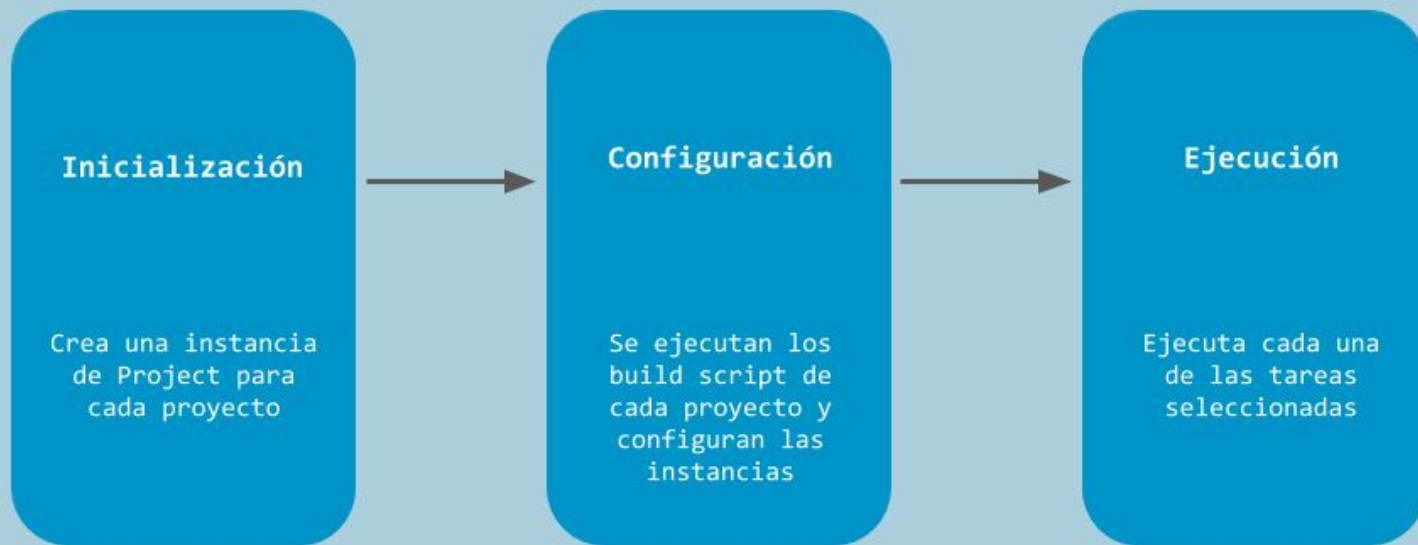 Inicialización
Crea una instancia
de Project para
cada proyecto
Configuración
Se ejecutan los
build script de
cada proyecto y
configuran las
instancias
Ejecución
Ejecuta cada una
de las tareas
seleccionadas